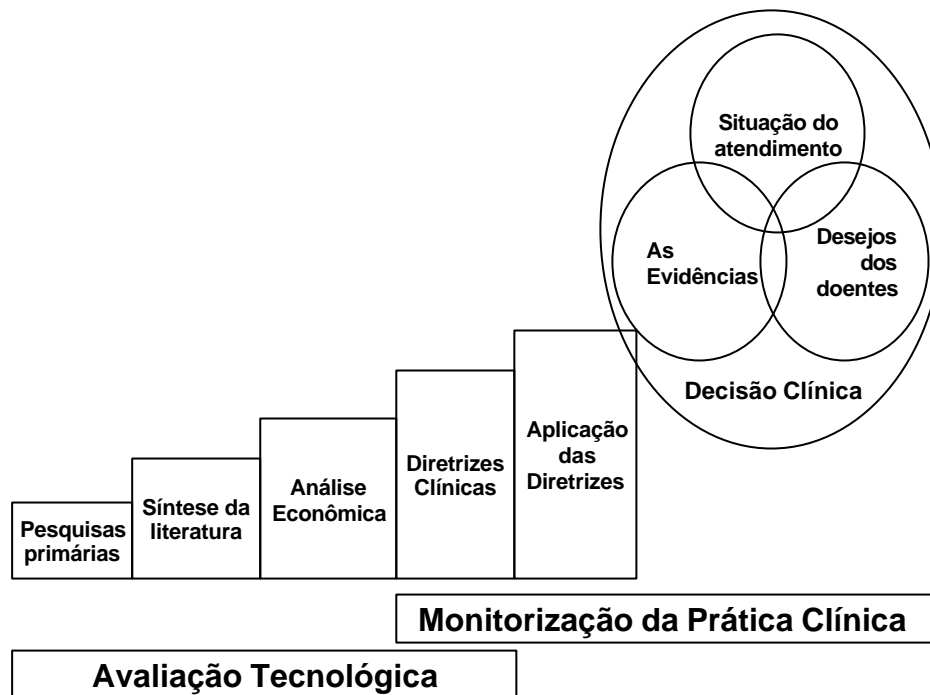 Situação do
atendimento
As
Evidências
Desejos
dos
doentes
Decisão Clínica
Aplicação
das
Diretrizes
Diretrizes
Clínicas
Análise
Econômica
Síntese da
literatura
Pesquisas
primárias
Monitorização da Prática Clínica
Avaliação Tecnológica